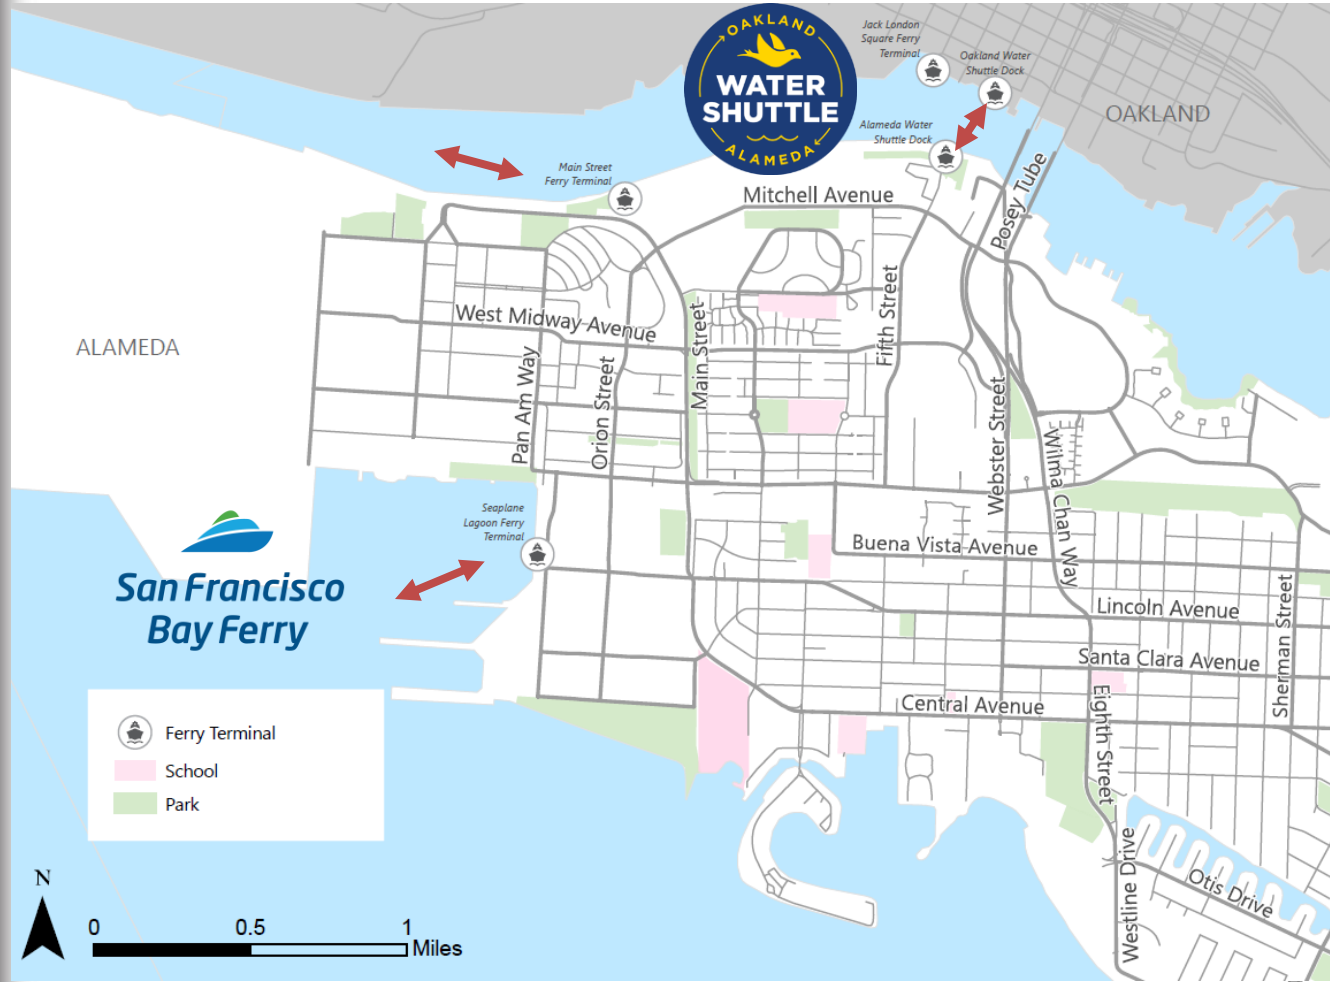 OAKLAND
WATER
SHUTTLE
ALAMEDA
Jack London
Square Ferry
Terminal
Oakland Water
Shuttle Dock
OAKLAND
Alameda Water
Shuttle Dock
Main Street
Ferry Terminal
Mitchell Avenue
Posey Tube
ALAMEDA
West Midway Avenue
Main Street
Fifth Street
Pan Am Way
Orion Street
Webster Street
Wilma Chan Way
Seaplane
Lagoon Ferry
Terminal
San Francisco
Bay Ferry
Buena Vista Avenue
Lincoln Avenue
Sherman Street
Santa Clara Avenue
Central Avenue
Eighth Street
Westline Drive
Otis Drive
Ferry Terminal
School
Park
N
0 0.5 1
Miles